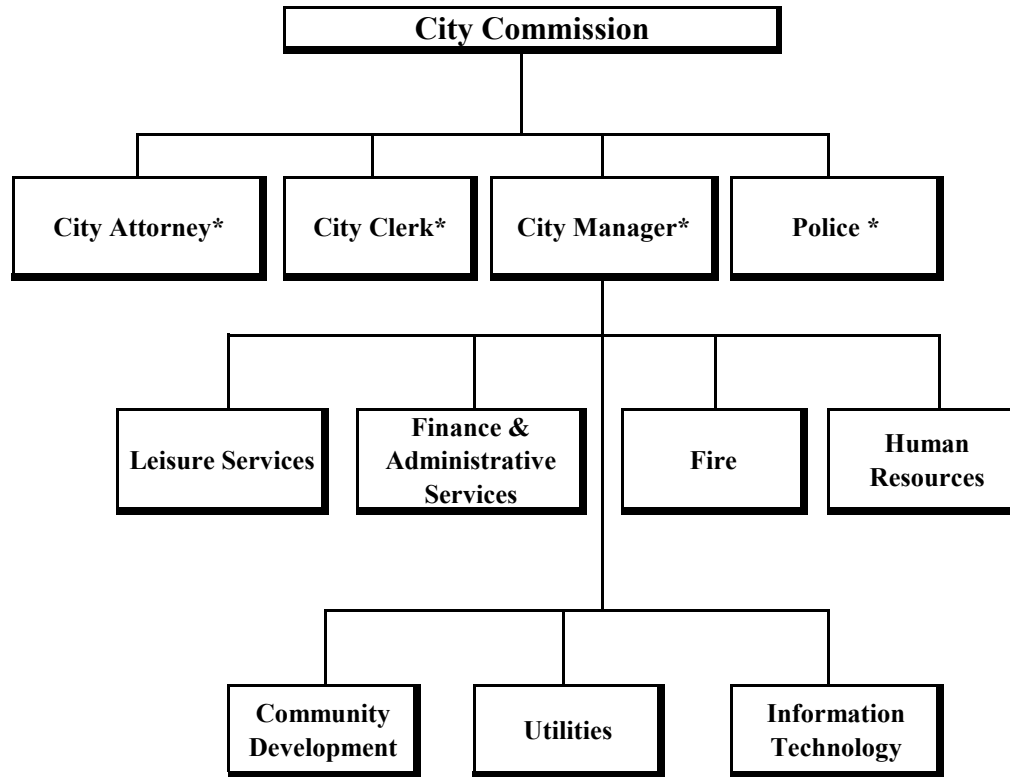 City Commission
City Attorney*
City Clerk*
City Manager*
Police *
Leisure Services
Finance &
Administrative
Services
Fire
Human
Resources
Community
Development
Utilities
Information
Technology